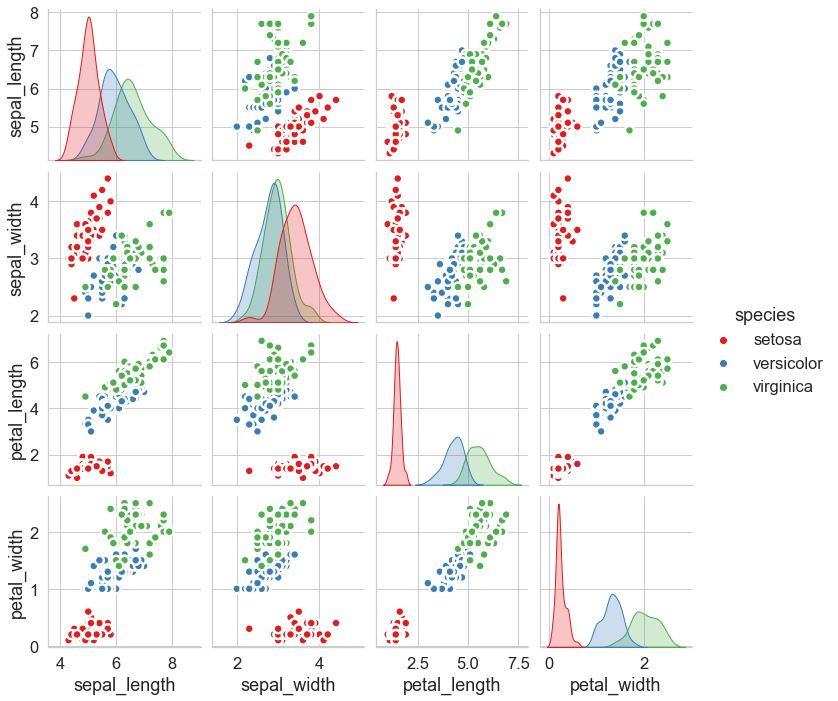 8
7
6
5
sepal_length
4
3
2
sepal_width
6
4
2
petal_length
2
1
0
petal_width
4 6 8
sepal_length
2 4
sepal_width
2.5 5.0 7.5
petal_length
0 2
petal_width
species
setosa
versicolor
virginica